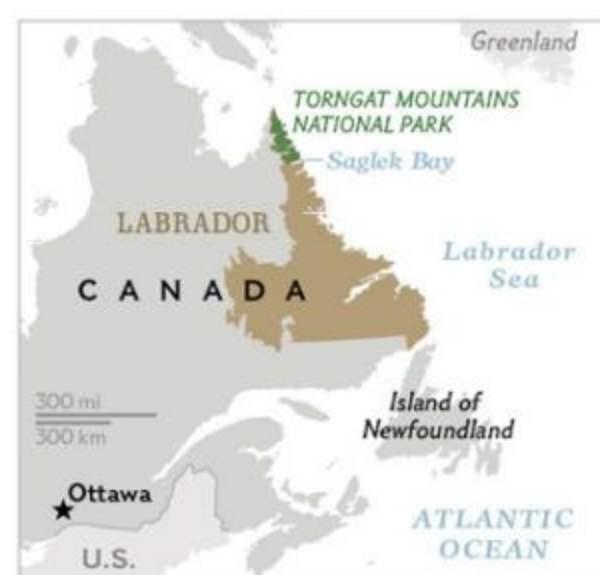 Greenland
TORNGAT MOUNTAINS
NATIONAL PARK
Saglek Bay
LABRADOR
Labrador
Sea
CANADA
300 mi
300 km
Island of
Newfoundland
Ottawa
ATLANTIC
OCEAN
U.S.